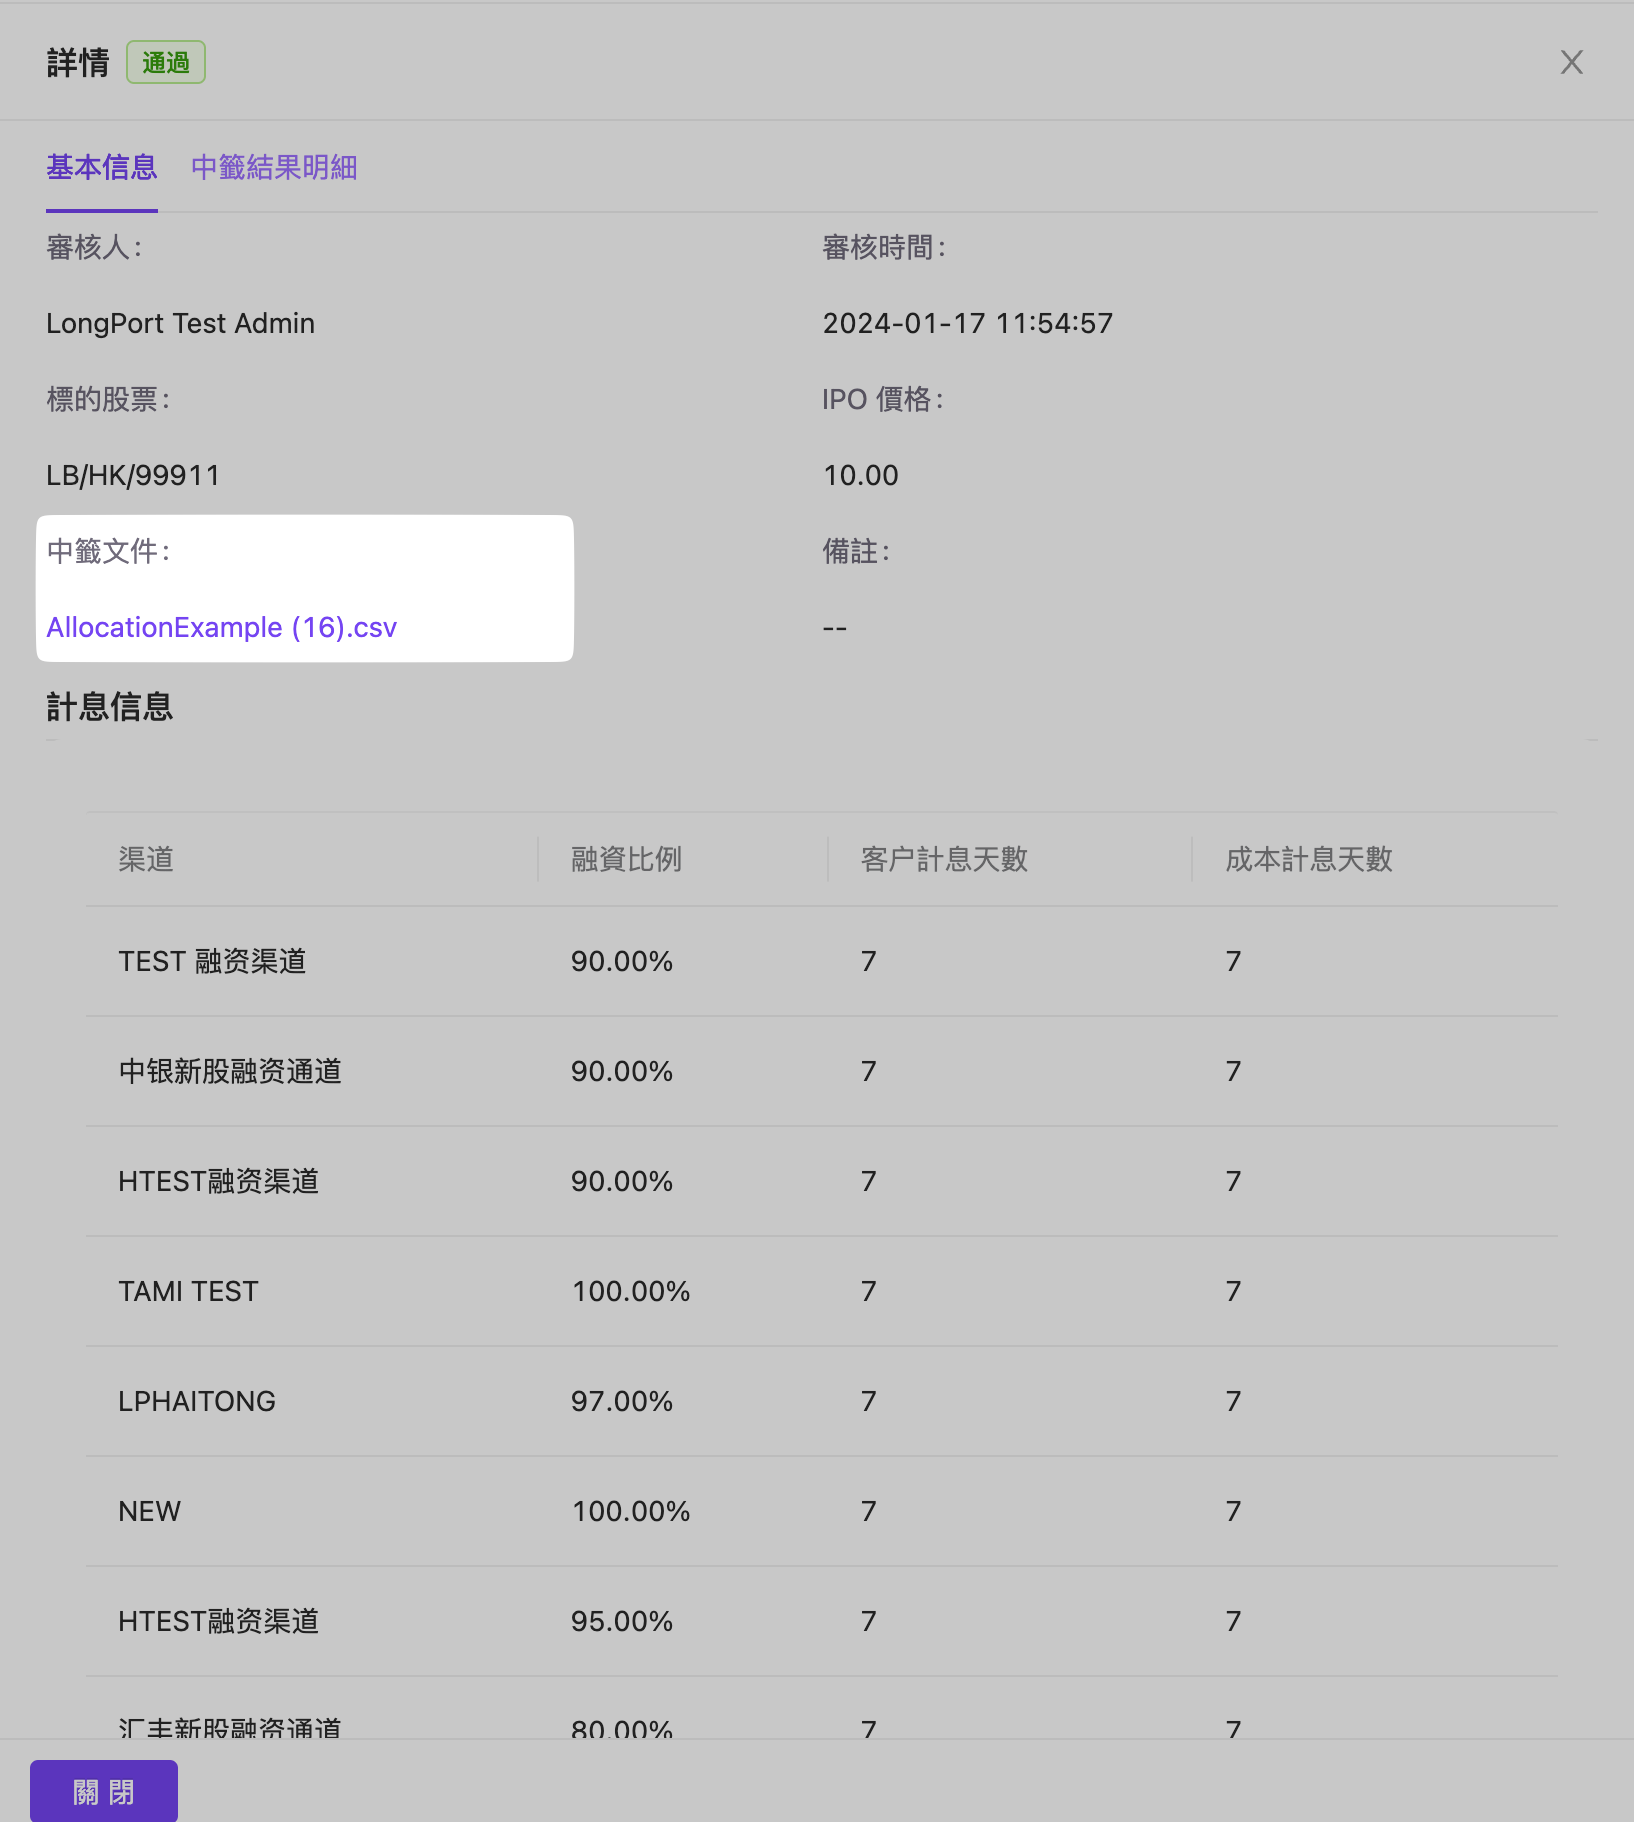 詳情 通過
基本信息 中籤結果明細
審核人: 審核時間:
LongPort Test Admin 2024-01-17 11:54:57
標的股票: IPO 價格:
LB/HK/99911 10.00
中籤文件: 備註:
AllocationExample (16).csv --
計息信息
渠道 融資比例 客户計息天數 成本計息天數
TEST 融资渠道 90.00% 7 7
中银新股融资通道 90.00% 7 7
HTEST融资渠道 90.00% 7 7
TAMI TEST 100.00% 7 7
LPHAITONG 97.00% 7 7
NEW 100.00% 7 7
HTEST融资渠道 95.00% 7 7
汇丰新股融资通道 80.00% 7 7
關 閉